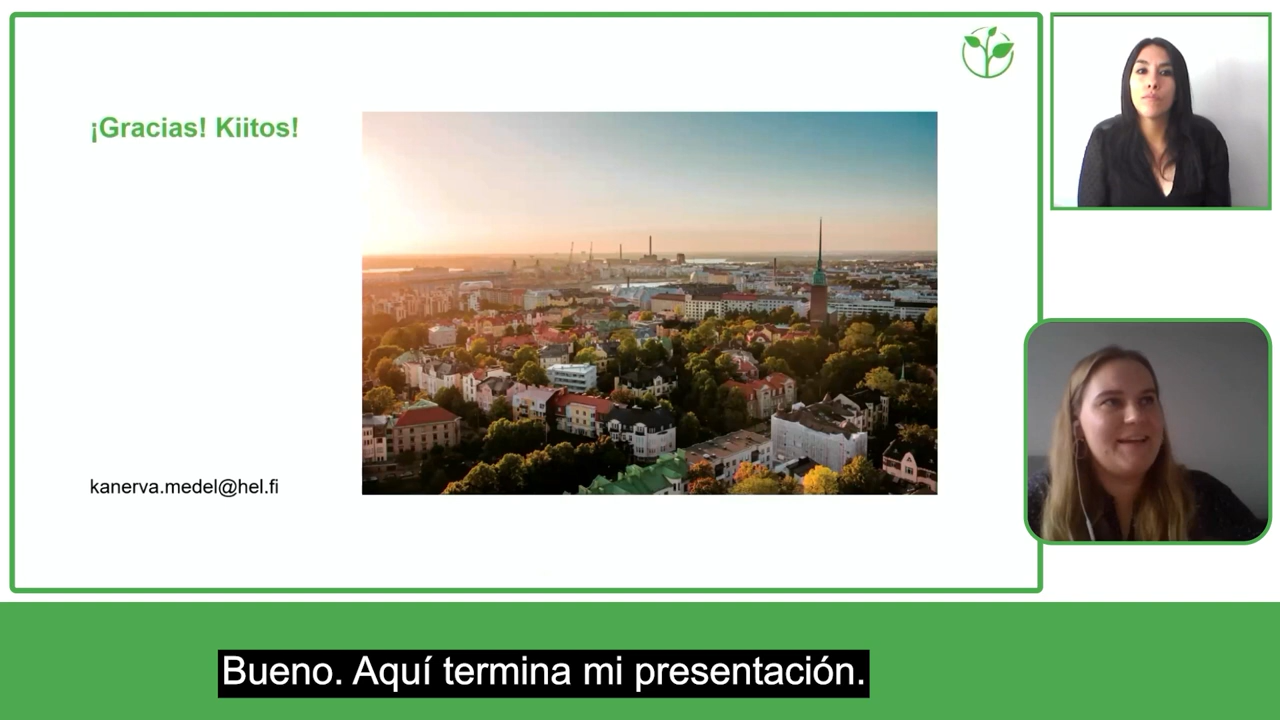 ¡Gracias! Kiitos!
kanerva.medel@hel.fi
Bueno. Aquí termina mi presentación.